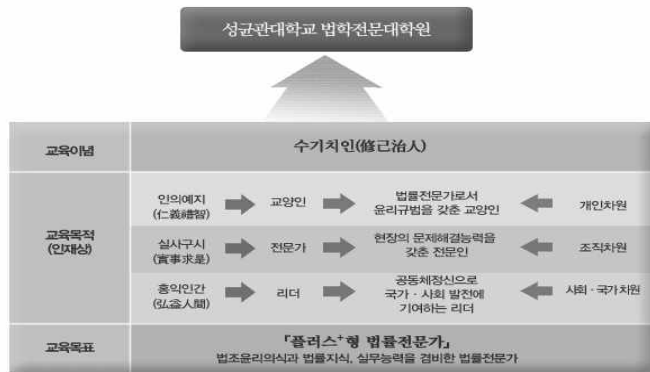 성균관대학교 법학전문대학원
교육이념
수기치인(修己治人)
교육목적
(인재상)
인의예지
(仁義禮智)
교양인
법률전문가로서
윤리규범을 갖춘 교양인
개인차원
실사구시
(實事求是)
전문가
현장의 문제해결능력을
갖춘 전문인
조직차원
홍익인간
(弘益人間)
리더
공동체정신으로
국가 · 사회 발전에
기여하는 리더
사회 · 국가차원
교육목표
「플러스⁺형 법률전문가」
법조윤리의식과 법률지식, 실무능력을 겸비한 법률전문가